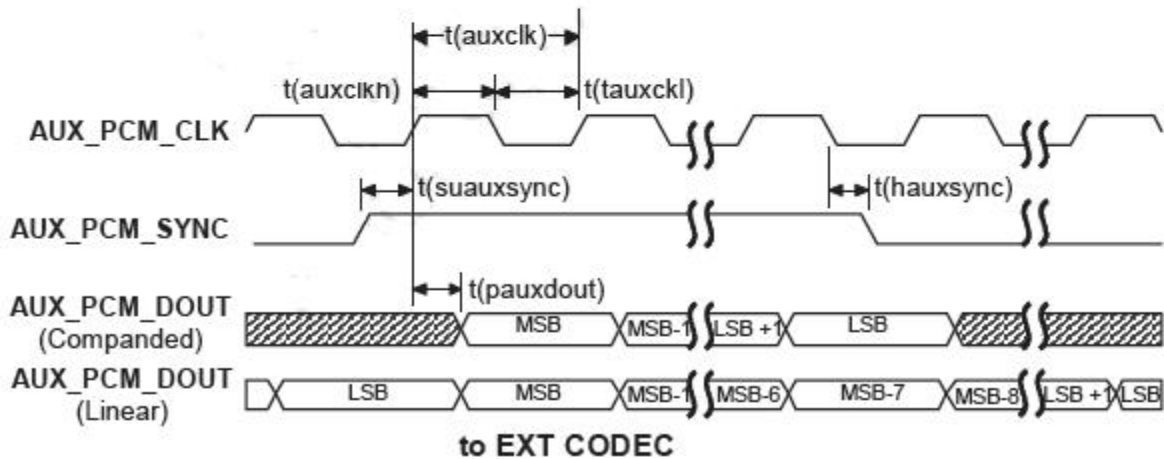 t(auxclk)
t(auxclkh)
t(tauxckl)
AUX_PCM_CLK
t(suauxsync)
t(hauxsync)
AUX_PCM_SYNC
t(pauxdout)
AUX_PCM_DOUT
(Companded)
MSB
MSB-1
LSB +1
LSB
AUX_PCM_DOUT
(Linear)
LSB
MSB
MSB-1
MSB-6
MSB-7
MSB-8
LSB +1
LSB
to EXT CODEC